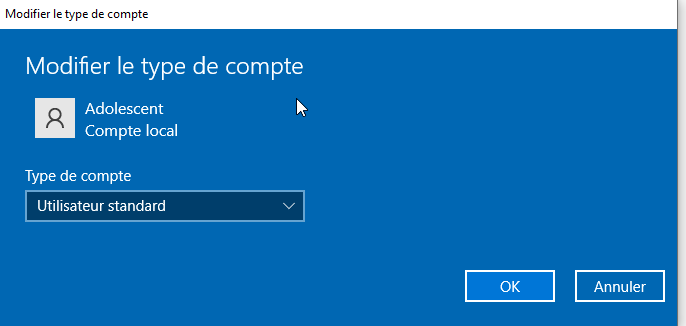 Modifier le type de compte
Modifier le type de compte
Adolescent
Compte local
Type de compte
Utilisateur standard
OK
Annuler